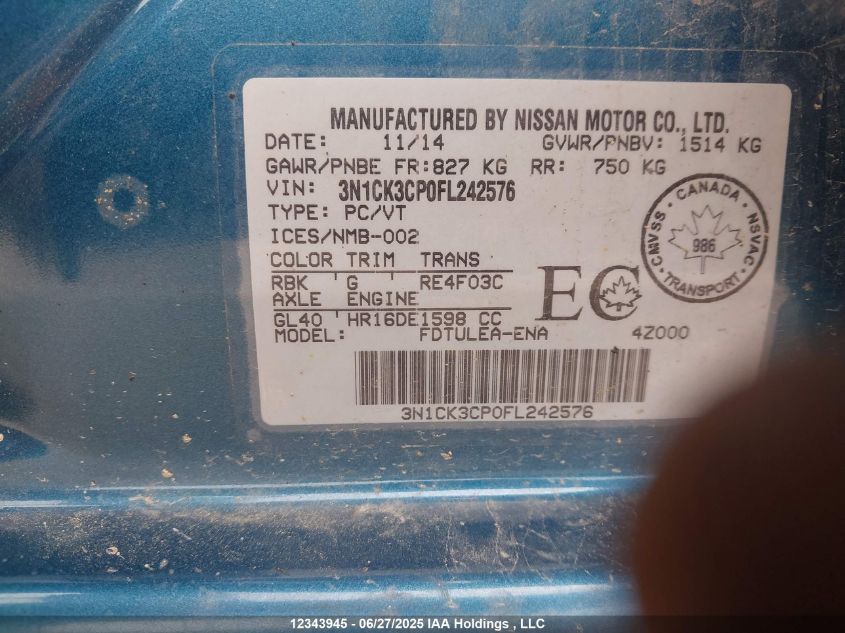 MANUFACTURED BY NISSAN MOTOR CO., LTD.
DATE: 11/14 GVWR/PNBV: 1514 KG
GAWR/PNBE FR:827 KG RR: 750 KG
VIN: 3N1CK3CP0FL242576
TYPE: PC/VT
ICES/NMB-002
COLOR TRIM TRANS
RBK G RE4F03C
AXLE ENGINE
GL40 HR16DE1598 CC
MODEL: FDTULEA-ENA 4Z000
EC
CMVSS • CANADA • NSVAC
986
TRANSPORT
3N1CK3CP0FL242576
12343945 - 06/27/2025 IAA Holdings , LLC